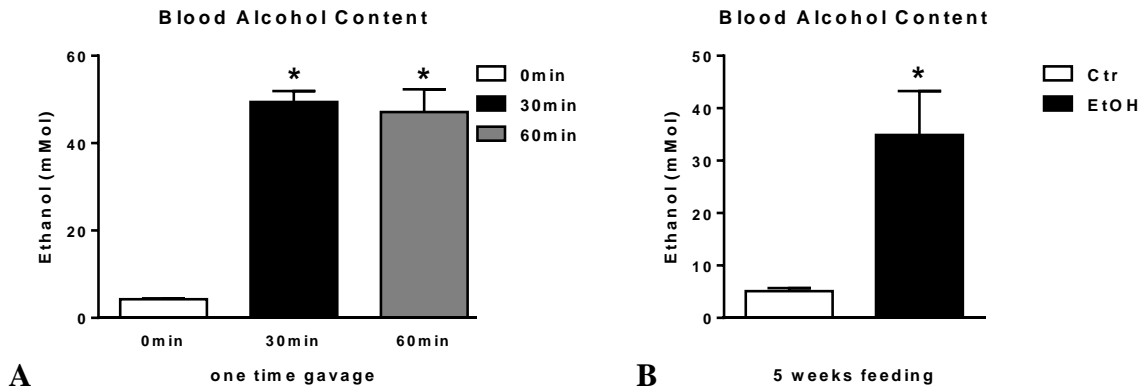 Blood Alcohol Content
60
40
20
0
Ethanol (mMol)
*
*
0min
30min
60min
0min
30min
60min
one time gavage
A
Blood Alcohol Content
50
40
30
20
10
0
Ethanol (mMol)
*
Ctr
EtOH
5 weeks feeding
B